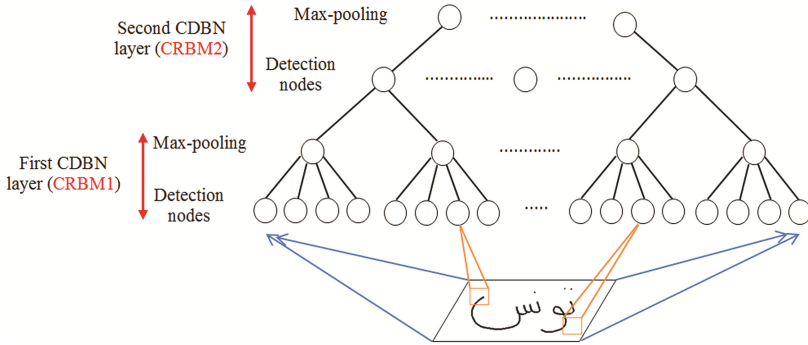 Max-pooling
Second CDBN
layer (CRBM2)
Detection
nodes
Max-pooling
First CDBN
layer (CRBM1)
Detection
nodes
تونس